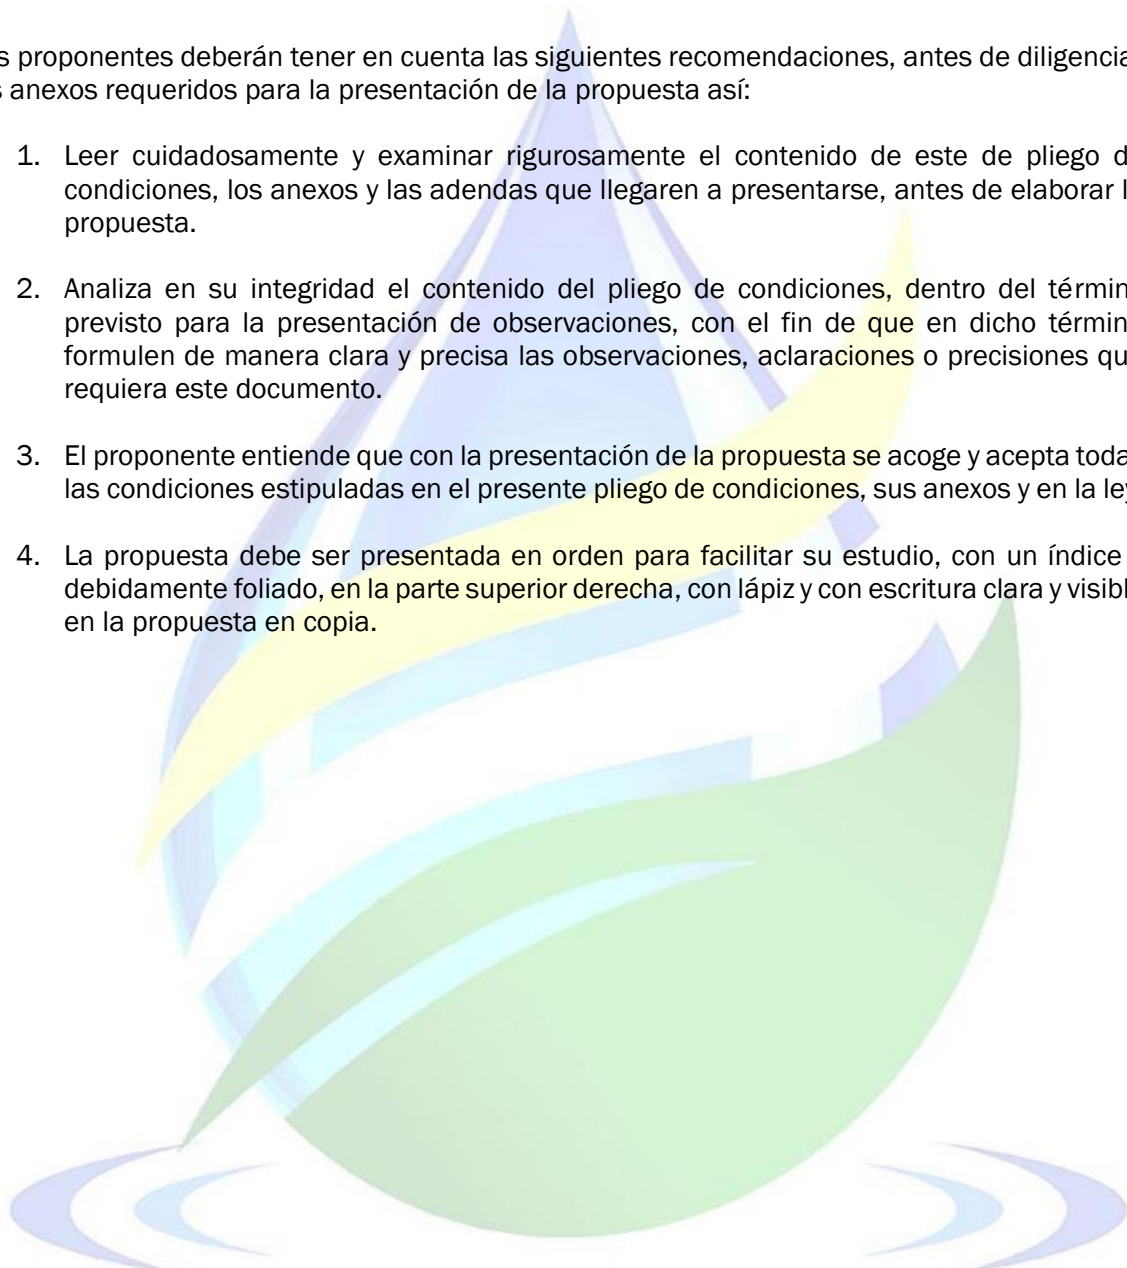 s proponentes deberán tener en cuenta las siguientes recomendaciones, antes de diligencia
s anexos requeridos para la presentación de la propuesta así:
1. Leer cuidadosamente y examinar rigurosamente el contenido de este de pliego d
condiciones, los anexos y las adendas que llegaren a presentarse, antes de elaborar l
propuesta.
2. Analiza en su integridad el contenido del pliego de condiciones, dentro del términ
previsto para la presentación de observaciones, con el fin de que en dicho términ
formulen de manera clara y precisa las observaciones, aclaraciones o precisiones qu
requiera este documento.
3. El proponente entiende que con la presentación de la propuesta se acoge y acepta toda
las condiciones estipuladas en el presente pliego de condiciones, sus anexos y en la ley
4. La propuesta debe ser presentada en orden para facilitar su estudio, con un índice
debidamente foliado, en la parte superior derecha, con lápiz y con escritura clara y visibl
en la propuesta en copia.